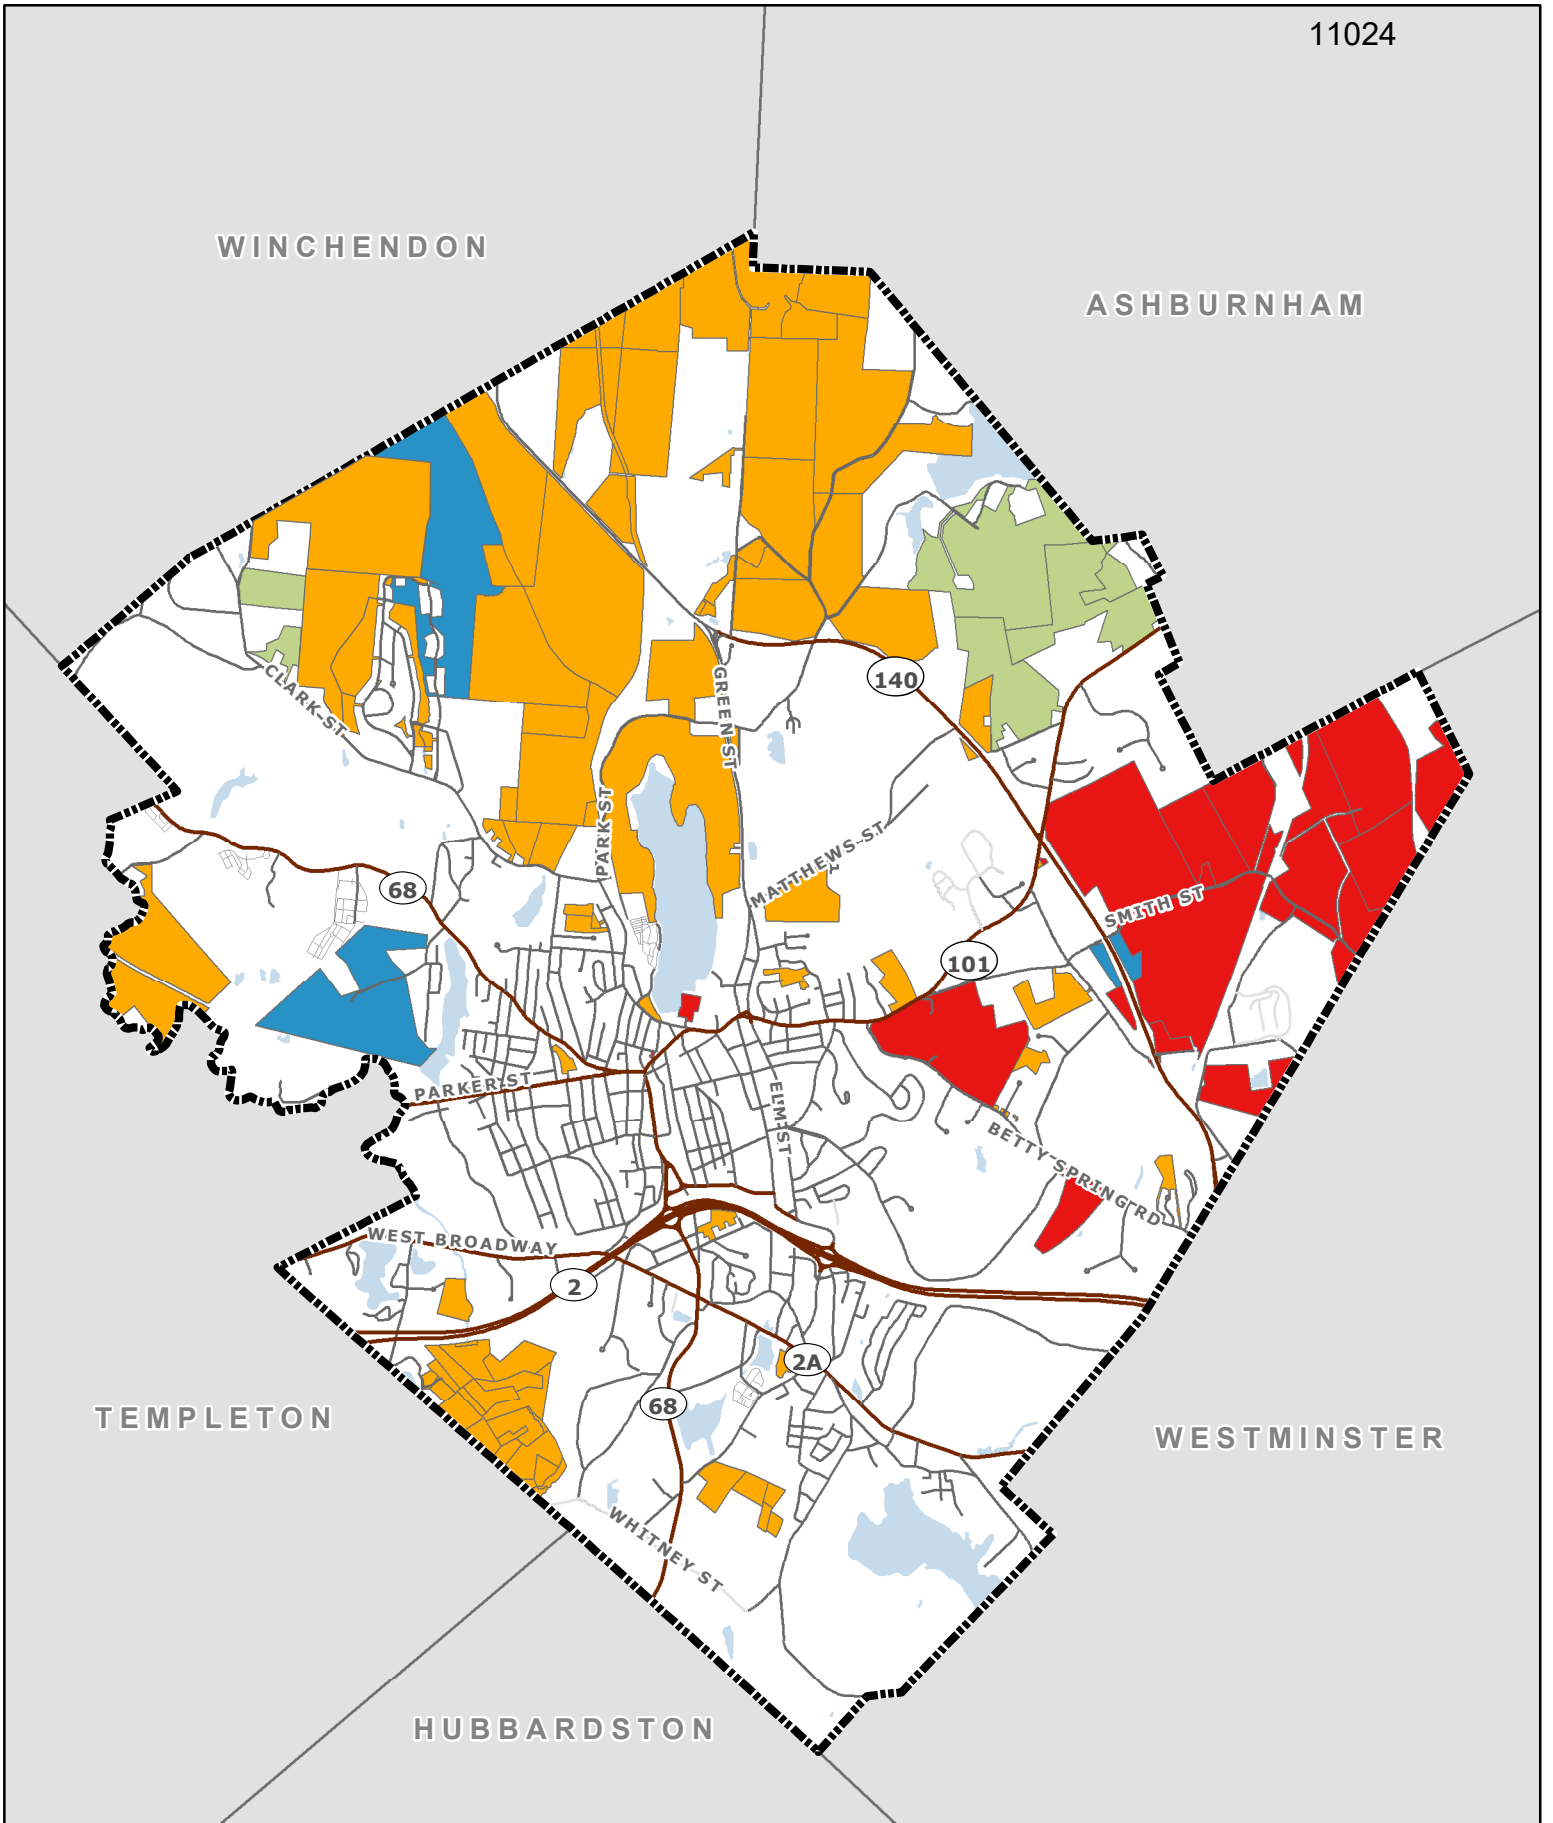 11024
WINCHENDON
ASHBURNHAM
CLARK ST
GREEN ST
140
PARK ST
MATTHEWS ST
68
SMITH ST
101
PARKER ST
ELM ST
BETTY SPRING RD
WEST BROADWAY
2
2A
68
TEMPLETON
WESTMINSTER
WHITNEY ST
HUBBARDSTON